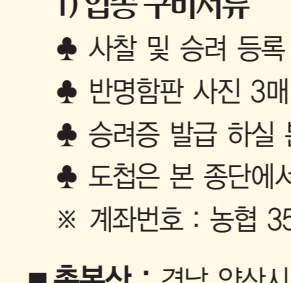 1) 입종 구비서류
♣ 사찰 및 승려 등록
♣ 반명함판 사진 3매
♣ 승려증 발급 하실
♣ 도첩은 본 종단에서
※ 계좌번호 : 농협 35
■ 총본산 : 경남 양산시